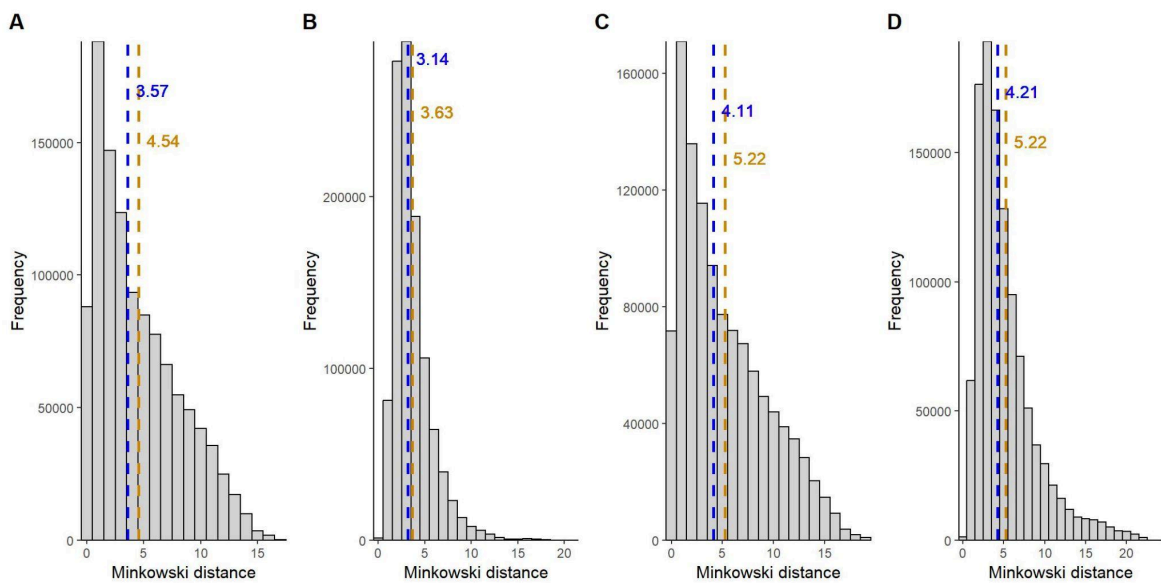 A
Frequency
150000
100000
50000
0
3.57
4.54
0 5 10 15
Minkowski distance
B
Frequency
200000
100000
0
3.14
3.63
0 5 10 15 20
Minkowski distance
C
Frequency
160000
120000
80000
40000
0
4.11
5.22
0 5 10 15
Minkowski distance
D
Frequency
150000
100000
50000
0
4.21
5.22
0 5 10 15 20
Minkowski distance